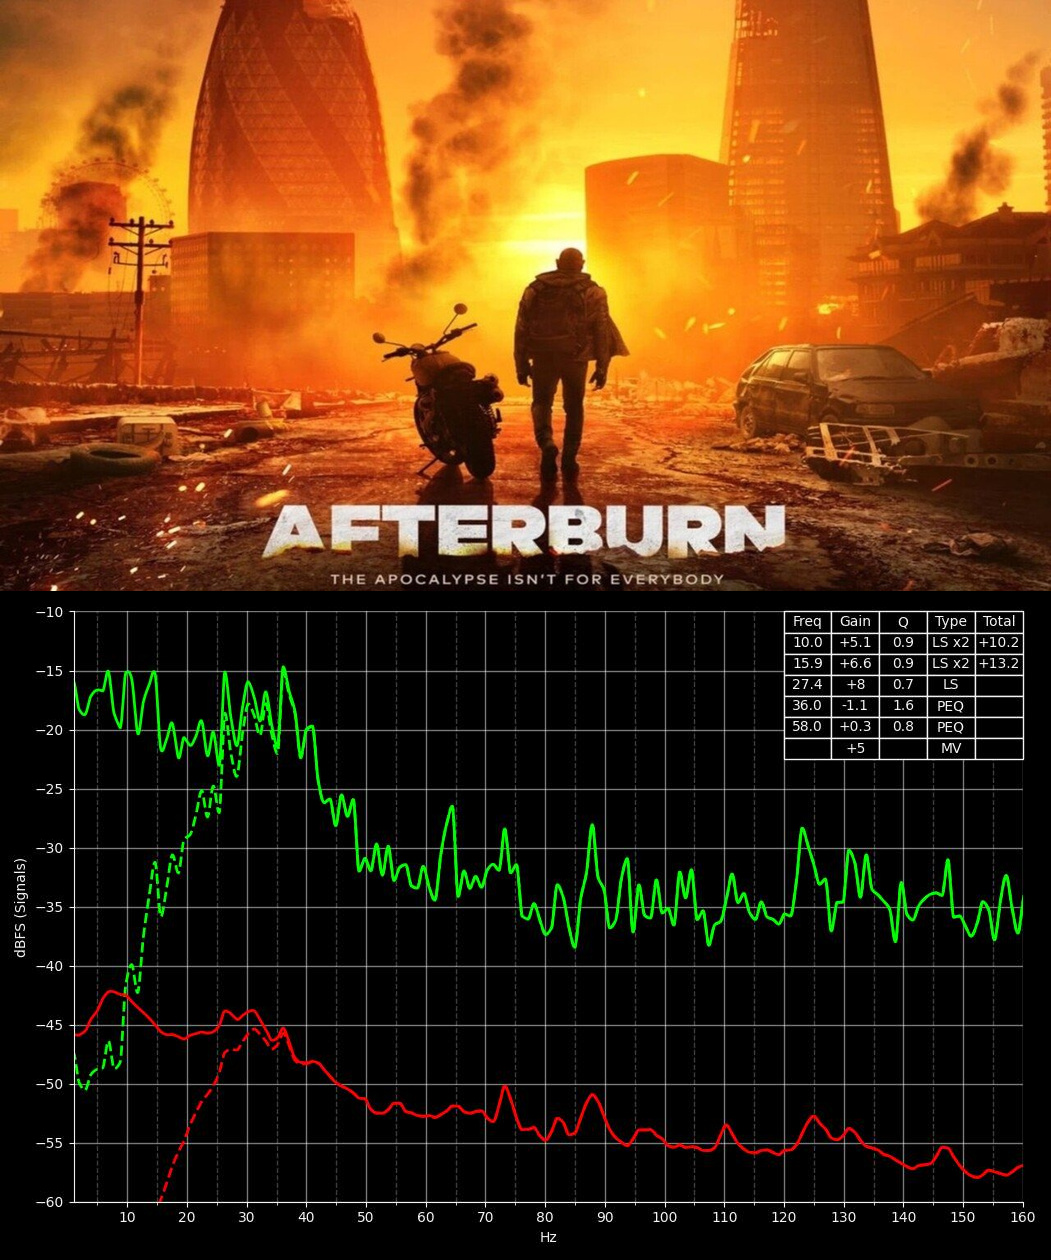 AFTERBURN
THE APOCALYPSE ISN'T FOR EVERYBODY
Freq Gain Q Type Total
10.0 +5.1 0.9 LS x2 +10.2
15.9 +6.6 0.9 LS x2 +13.2
27.4 +8 0.7 LS
36.0 -1.1 1.6 PEQ
58.0 +0.3 0.8 PEQ
+5 MV
−10
−15
−20
−25
−30
−35
−40
−45
−50
−55
−60
dBFS (Signals)
10 20 30 40 50 60 70 80 90 100 110 120 130 140 150 160
Hz